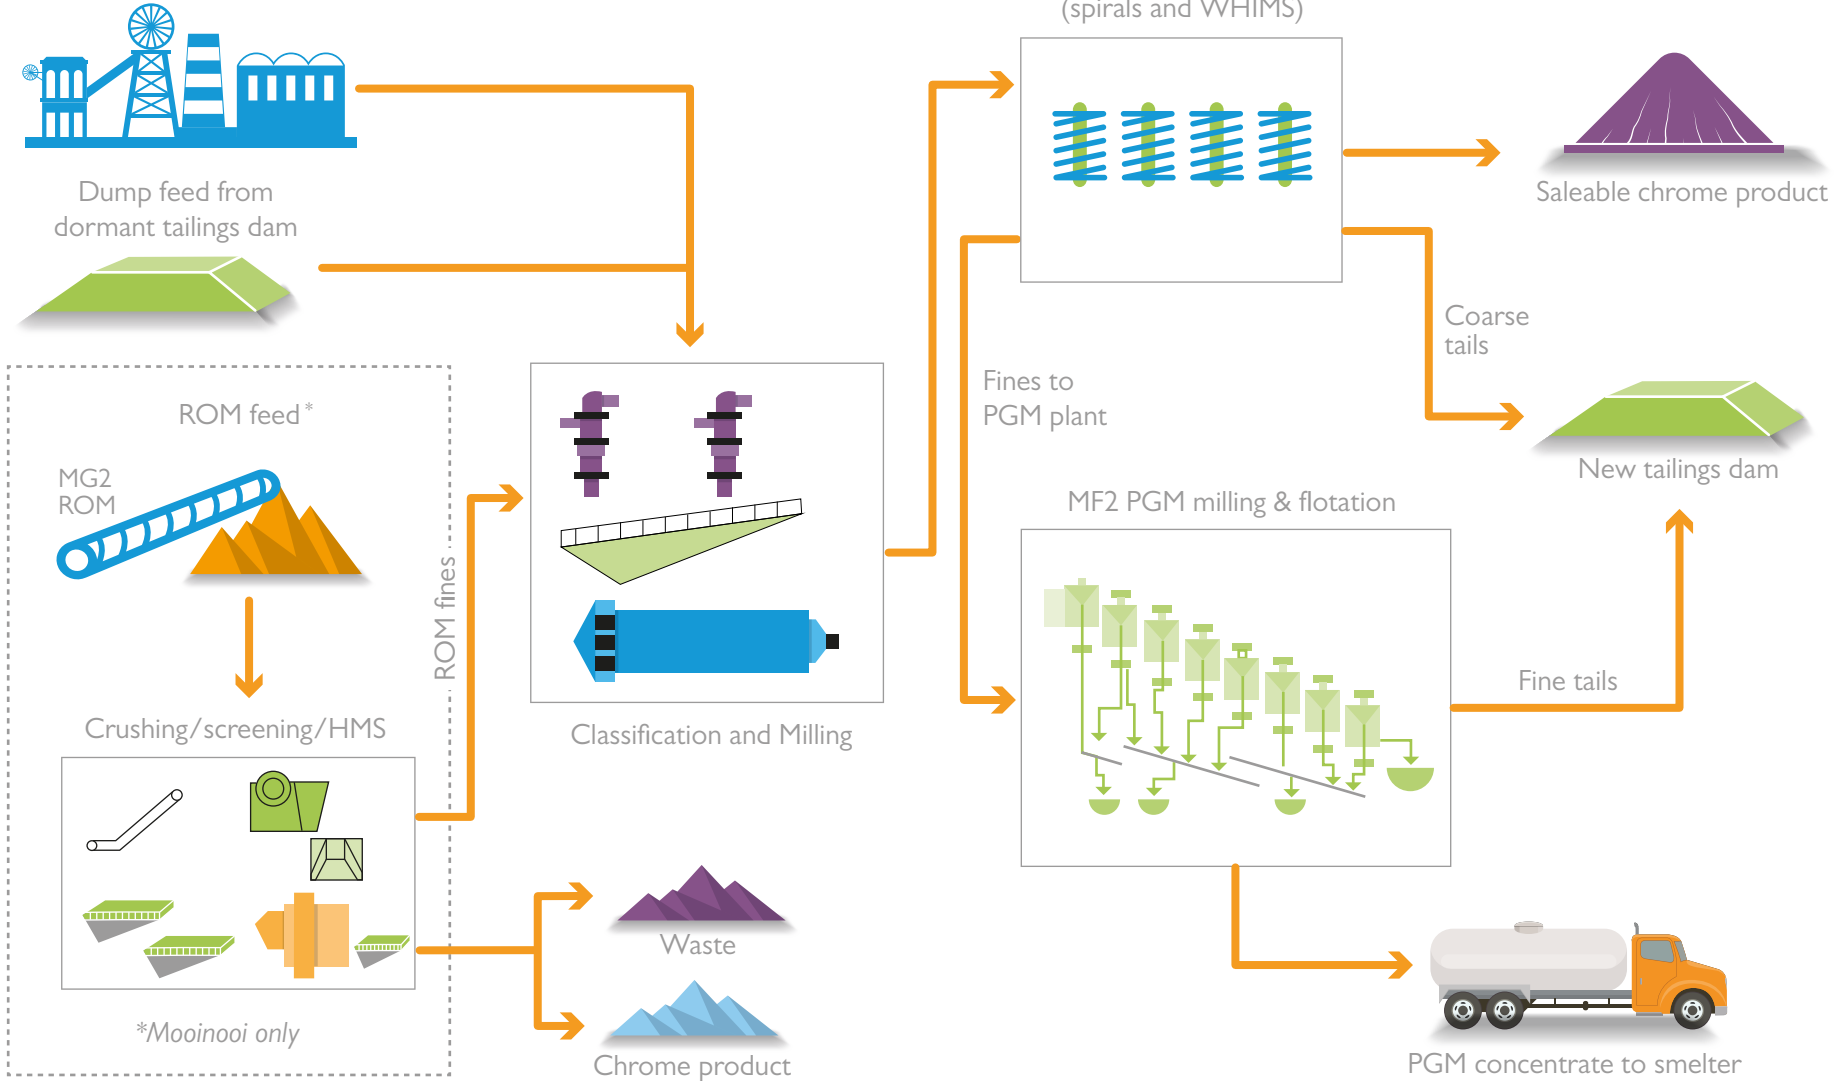 (spirals and WHIMS)
Dump feed from
dormant tailings dam
Saleable chrome product
Coarse
tails
Fines to
PGM plant
New tailings dam
ROM feed*
MG2
ROM
ROM fines
MF2 PGM milling & flotation
Fine tails
Crushing/screening/HMS
Classification and Milling
Waste
*Mooinooi only
Chrome product
PGM concentrate to smelter